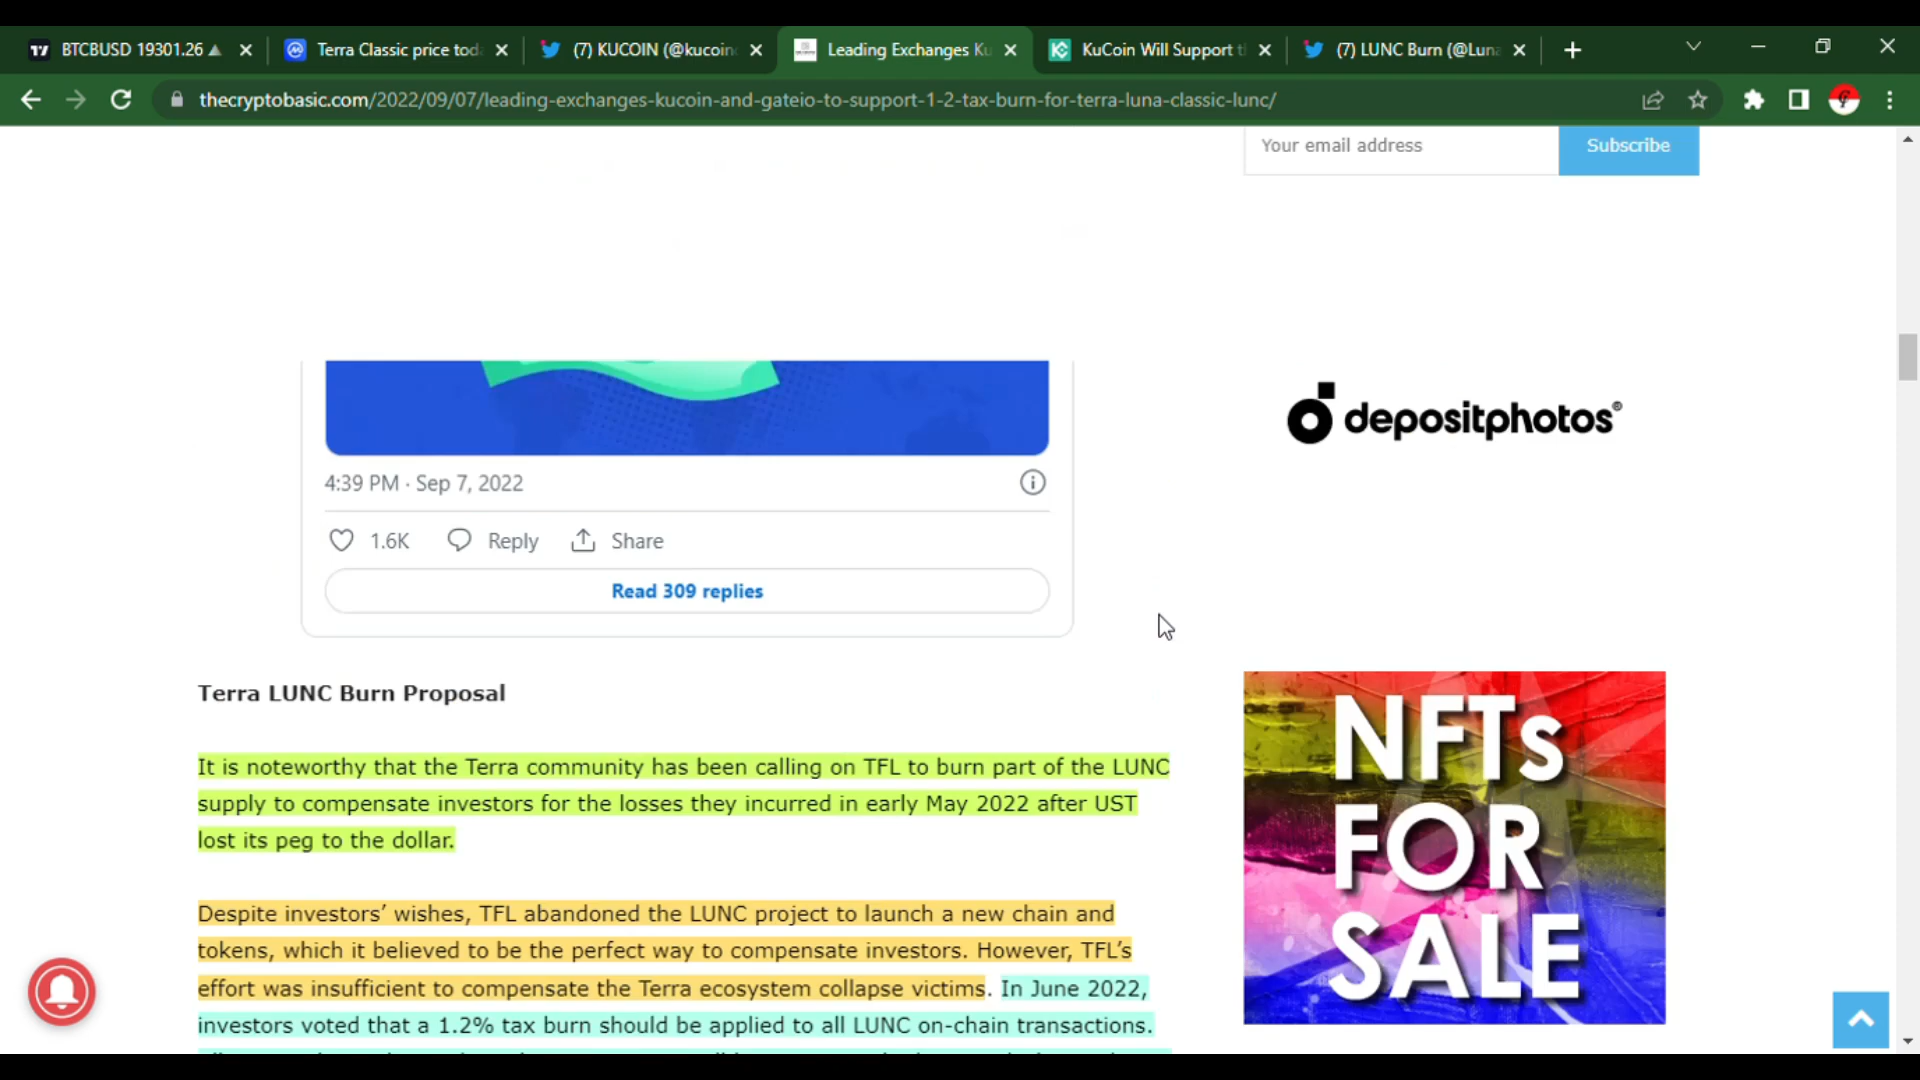 BTCBUSD 19301.26
Terra Classic price tod
(7) KUCOIN (@kucoin
Leading Exchanges Ku
KuCoin Will Support t
(7) LUNC Burn (@Luna
thecryptobasic.com/2022/09/07/leading-exchanges-kucoin-and-gateio-to-support-1-2-tax-burn-for-terra-luna-classic-lunc/
Your email address
Subscribe
depositphotos®
4:39 PM · Sep 7, 2022
1.6K Reply Share
Read 309 replies
Terra LUNC Burn Proposal
It is noteworthy that the Terra community has been calling on TFL to burn part of the LUNC
supply to compensate investors for the losses they incurred in early May 2022 after UST
lost its peg to the dollar.
Despite investors’ wishes, TFL abandoned the LUNC project to launch a new chain and
tokens, which it believed to be the perfect way to compensate investors. However, TFL’s
effort was insufficient to compensate the Terra ecosystem collapse victims. In June 2022,
investors voted that a 1.2% tax burn should be applied to all LUNC on-chain transactions.
NFTs
FOR
SALE